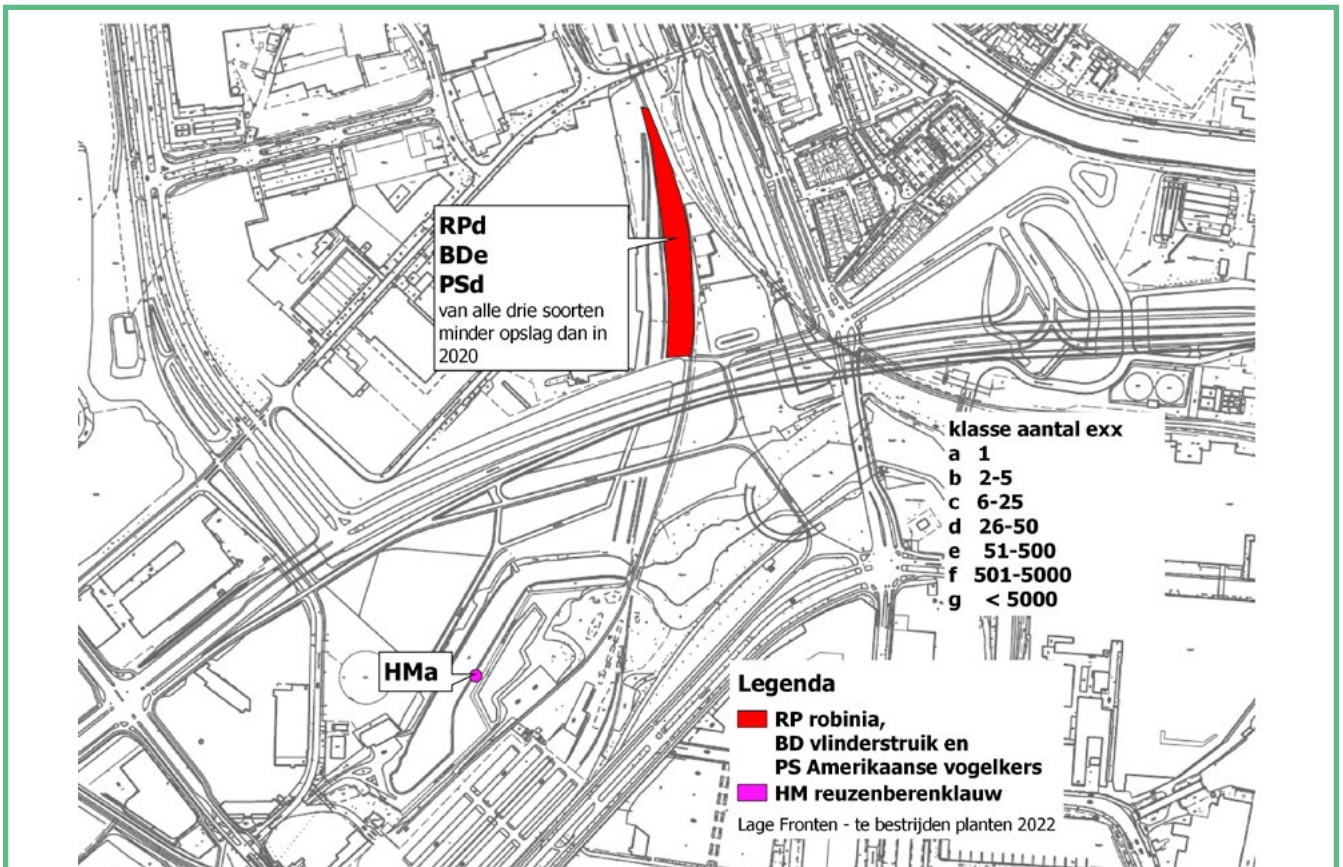 RPd
BDe
PSd
van alle drie soorten
minder opslag dan in
2020
klasse aantal exx
a 1
b 2-5
c 6-25
d 26-50
e 51-500
f 501-5000
g < 5000
HMa
Legenda
RP robinia,
BD vlinderstruik en
PS Amerikaanse vogelkers
HM reuzenberenklauw
Lage Fronten - te bestrijden planten 2022